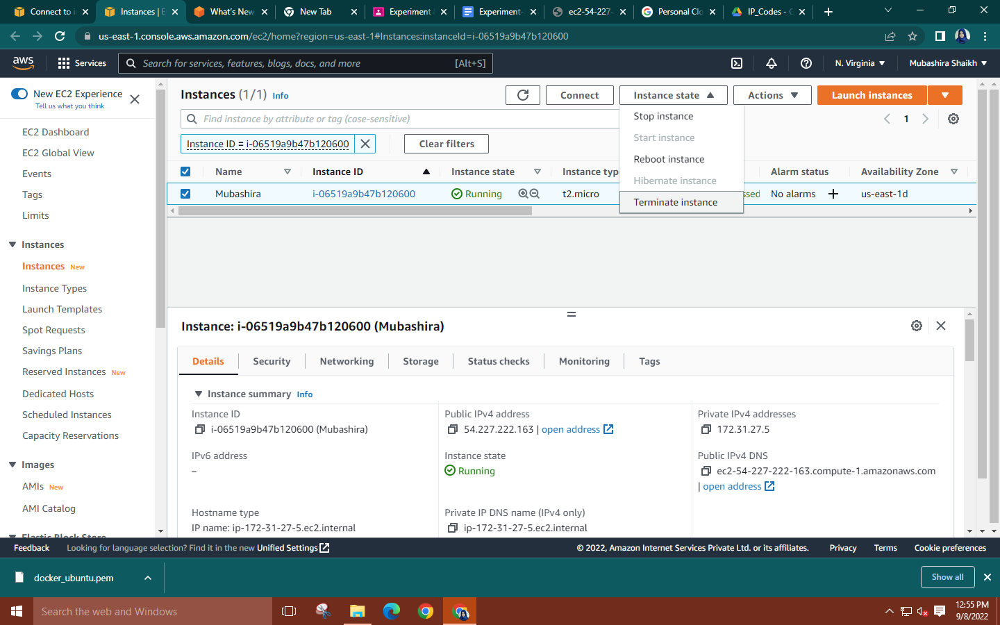 Connect to i
Instances | E
What's New
New Tab
Experiment
Experiment-
ec2-54-227-
Personal Clo
IP_Codes - G
us-east-1.console.aws.amazon.com/ec2/home?region=us-east-1#Instances:instanceId=i-06519a9b47b120600
aws
Services
Search for services, features, blogs, docs, and more
[Alt+S]
N. Virginia
Mubashira Shaikh
New EC2 Experience
Tell us what you think
EC2 Dashboard
EC2 Global View
Events
Tags
Limits
Instances
Instances New
Instance Types
Launch Templates
Spot Requests
Savings Plans
Reserved Instances New
Dedicated Hosts
Scheduled Instances
Capacity Reservations
Images
AMIs New
AMI Catalog
Elastic Block Store
Instances (1/1) Info
Connect
Instance state
Actions
Launch instances
Find instance by attribute or tag (case-sensitive)
1
Instance ID = i-06519a9b47b120600
Clear filters
Stop instance
Start instance
Reboot instance
Hibernate instance
Terminate instance
Name
Instance ID
Instance state
Instance type
Alarm status
Availability Zone
Mubashira
i-06519a9b47b120600
Running
t2.micro
ssed
No alarms
us-east-1d
Instance: i-06519a9b47b120600 (Mubashira)
Details
Security
Networking
Storage
Status checks
Monitoring
Tags
Instance summary Info
Instance ID
i-06519a9b47b120600 (Mubashira)
Public IPv4 address
54.227.222.163 | open address
Private IPv4 addresses
172.31.27.5
IPv6 address
–
Instance state
Running
Public IPv4 DNS
ec2-54-227-222-163.compute-1.amazonaws.com
| open address
Hostname type
IP name: ip-172-31-27-5.ec2.internal
Private IP DNS name (IPv4 only)
ip-172-31-27-5.ec2.internal
Feedback
Looking for language selection? Find it in the new Unified Settings
© 2022, Amazon Internet Services Private Ltd. or its affiliates.
Privacy
Terms
Cookie preferences
docker_ubuntu.pem
Show all
Search the web and Windows
12:55 PM
9/8/2022